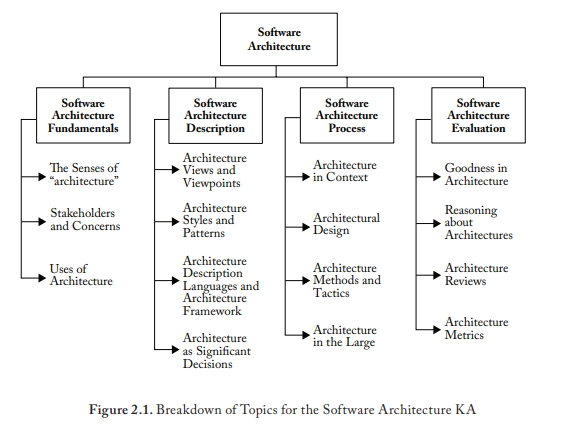 Software
Architecture
Software
Architecture
Fundamentals
The Senses of
“architecture”
Stakeholders
and Concerns
Uses of
Architecture
Software
Architecture
Description
Architecture
Views and
Viewpoints
Architecture
Styles and
Patterns
Architecture
Description
Languages and
Architecture
Framework
Architecture
as Significant
Decisions
Software
Architecture
Process
Architecture
in Context
Architectural
Design
Architecture
Methods and
Tactics
Architecture
in the Large
Software
Architecture
Evaluation
Goodness in
Architecture
Reasoning
about
Architectures
Architecture
Reviews
Architecture
Metrics
Figure 2.1. Breakdown of Topics for the Software Architecture KA